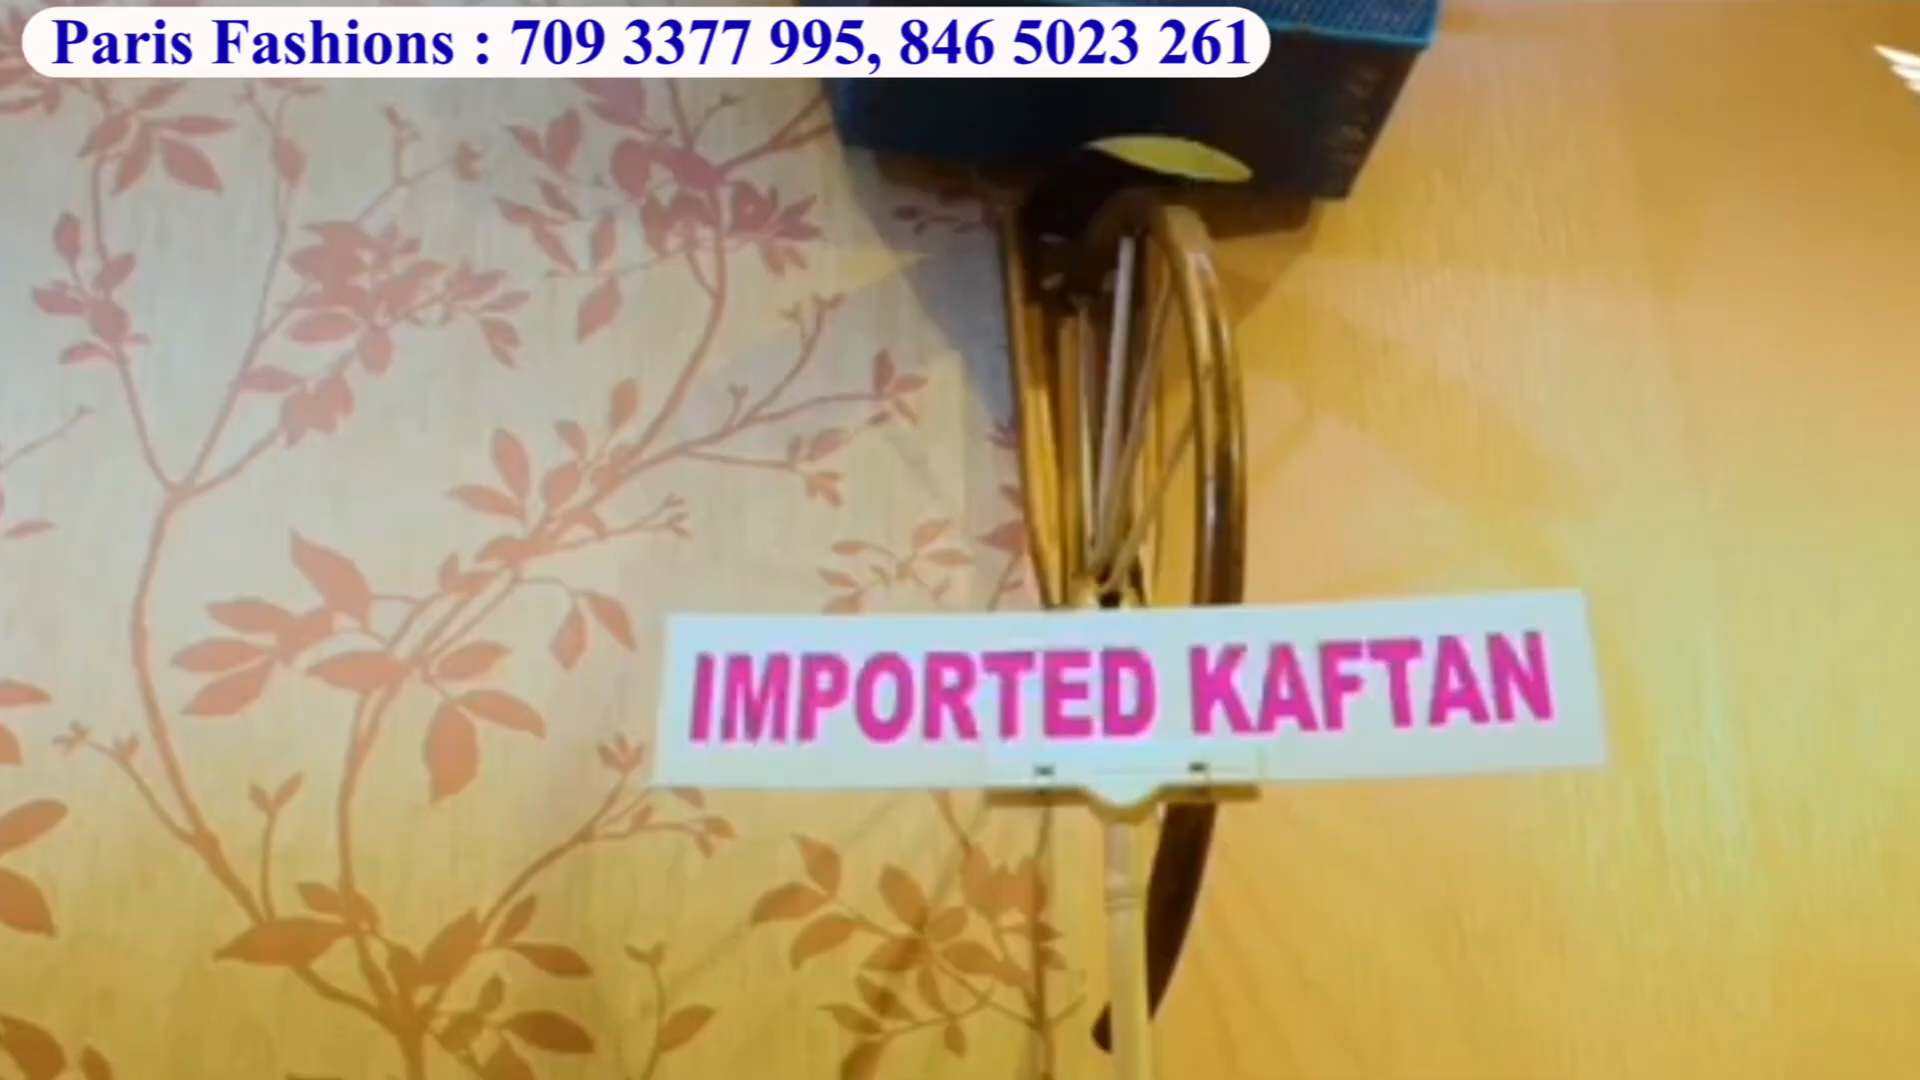 Paris Fashions : 709 3377 995, 846 5023 261
IMPORTED KAFTAN